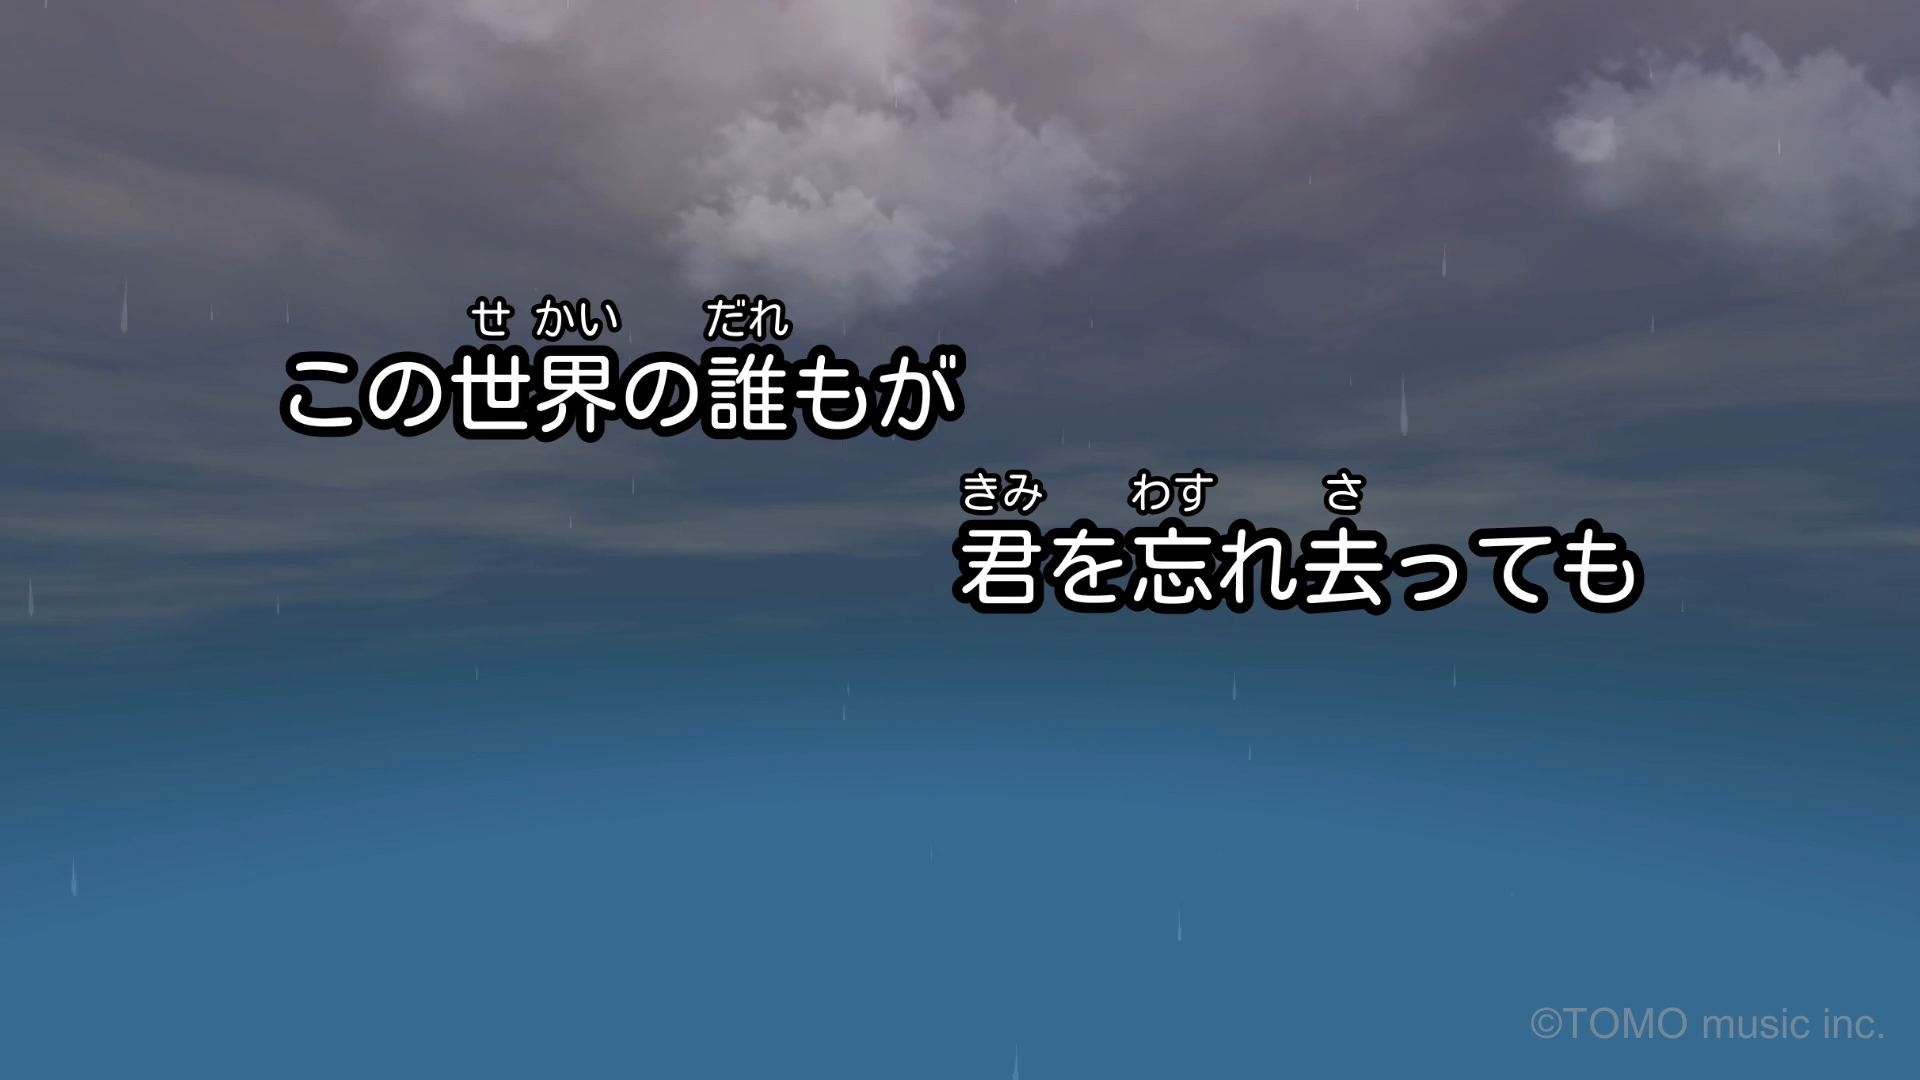 せ かい だれ
この世界の誰もが
きみ わす さ
君を忘れ去っても
©TOMO music inc.